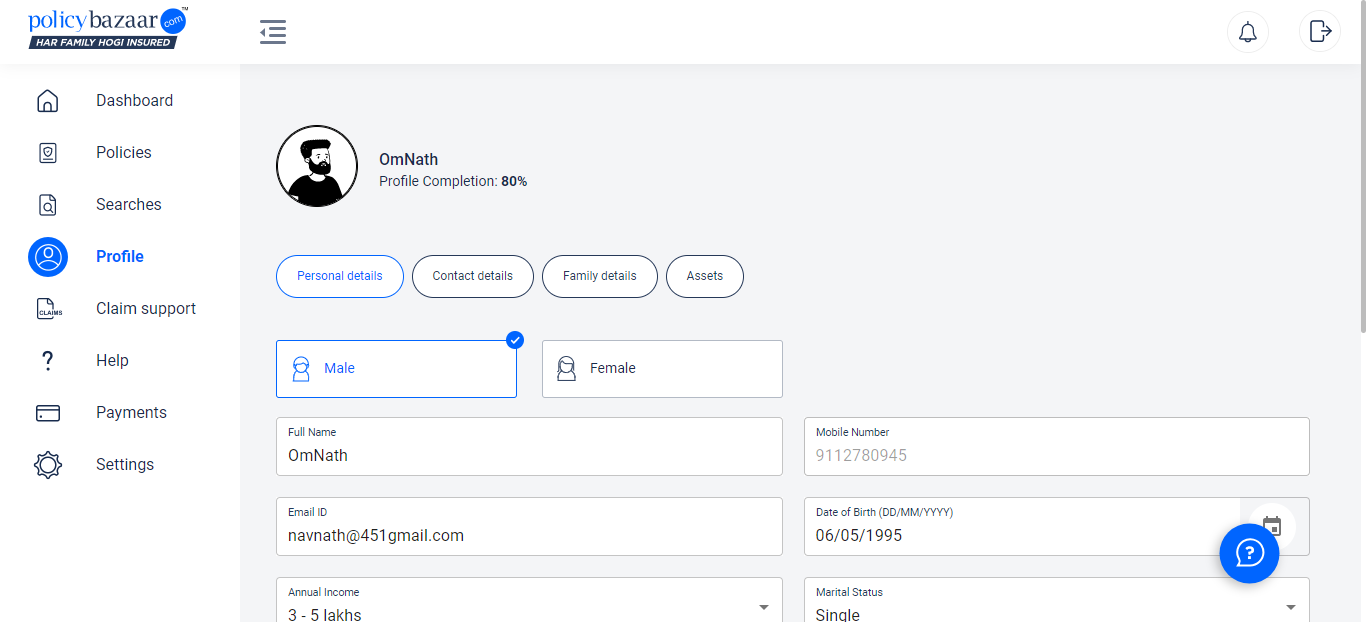 policybazaar.com™
HAR FAMILY HOGI INSURED
Dashboard
Policies
Searches
Profile
CLAIMS
Claim support
?
Help
Payments
Settings
OmNath
Profile Completion: 80%
Personal details
Contact details
Family details
Assets
Male
Female
Full Name
OmNath
Mobile Number
9112780945
Email ID
navnath@451gmail.com
Date of Birth (DD/MM/YYYY)
06/05/1995
?
Annual Income
3 - 5 lakhs
Marital Status
Single